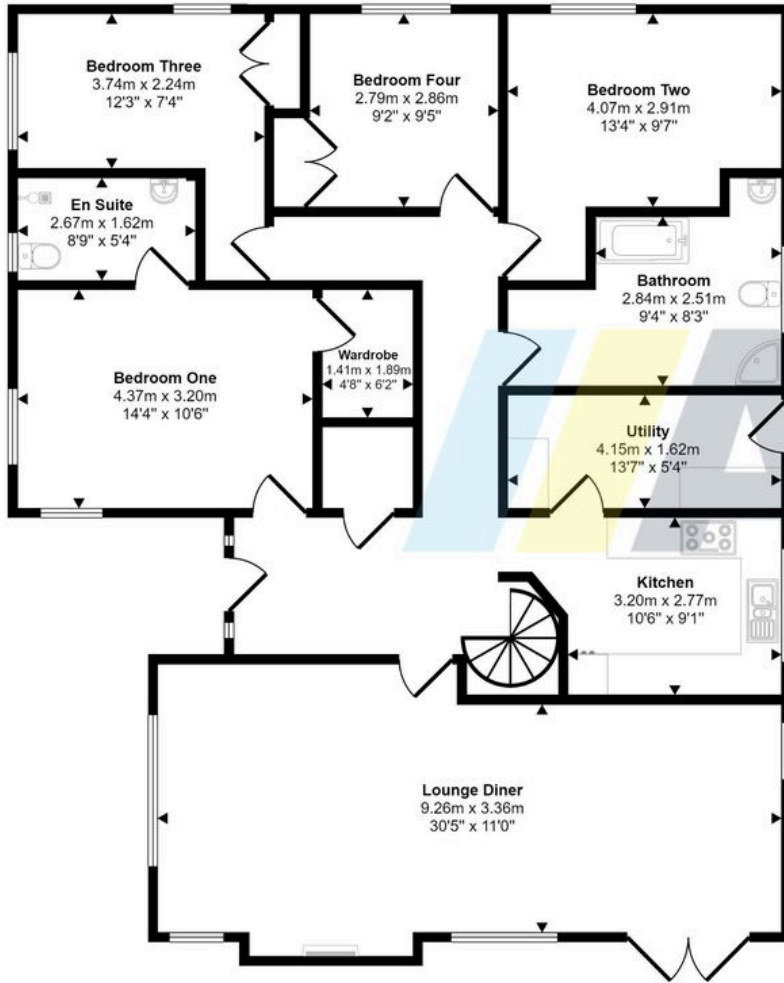 Bedroom Three
3.74m x 2.24m
12'3" x 7'4"
Bedroom Four
2.79m x 2.86m
9'2" x 9'5"
Bedroom Two
4.07m x 2.91m
13'4" x 9'7"
En Suite
2.67m x 1.62m
8'9" x 5'4"
Bathroom
2.84m x 2.51m
9'4" x 8'3"
Bedroom One
4.37m x 3.20m
14'4" x 10'6"
Wardrobe
1.41m x 1.89m
4'8" x 6'2"
Utility
4.15m x 1.62m
13'7" x 5'4"
Kitchen
3.20m x 2.77m
10'6" x 9'1"
Lounge Diner
9.26m x 3.36m
30'5" x 11'0"